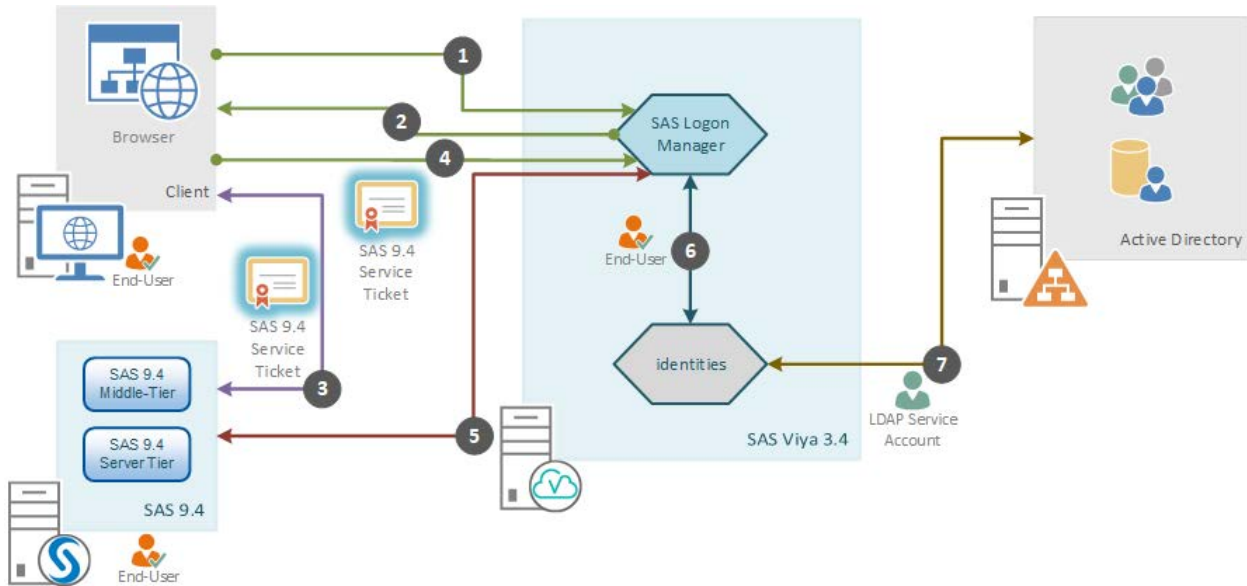 1
2
4
Browser
Client
End-User
SAS 9.4
Service
Ticket
SAS 9.4
Service
Ticket
3
SAS 9.4
Middle-Tier
SAS 9.4
Server Tier
SAS 9.4
End-User
5
SAS Logon
Manager
End-User
6
identities
SAS Viya 3.4
7
LDAP Service
Account
Active Directory